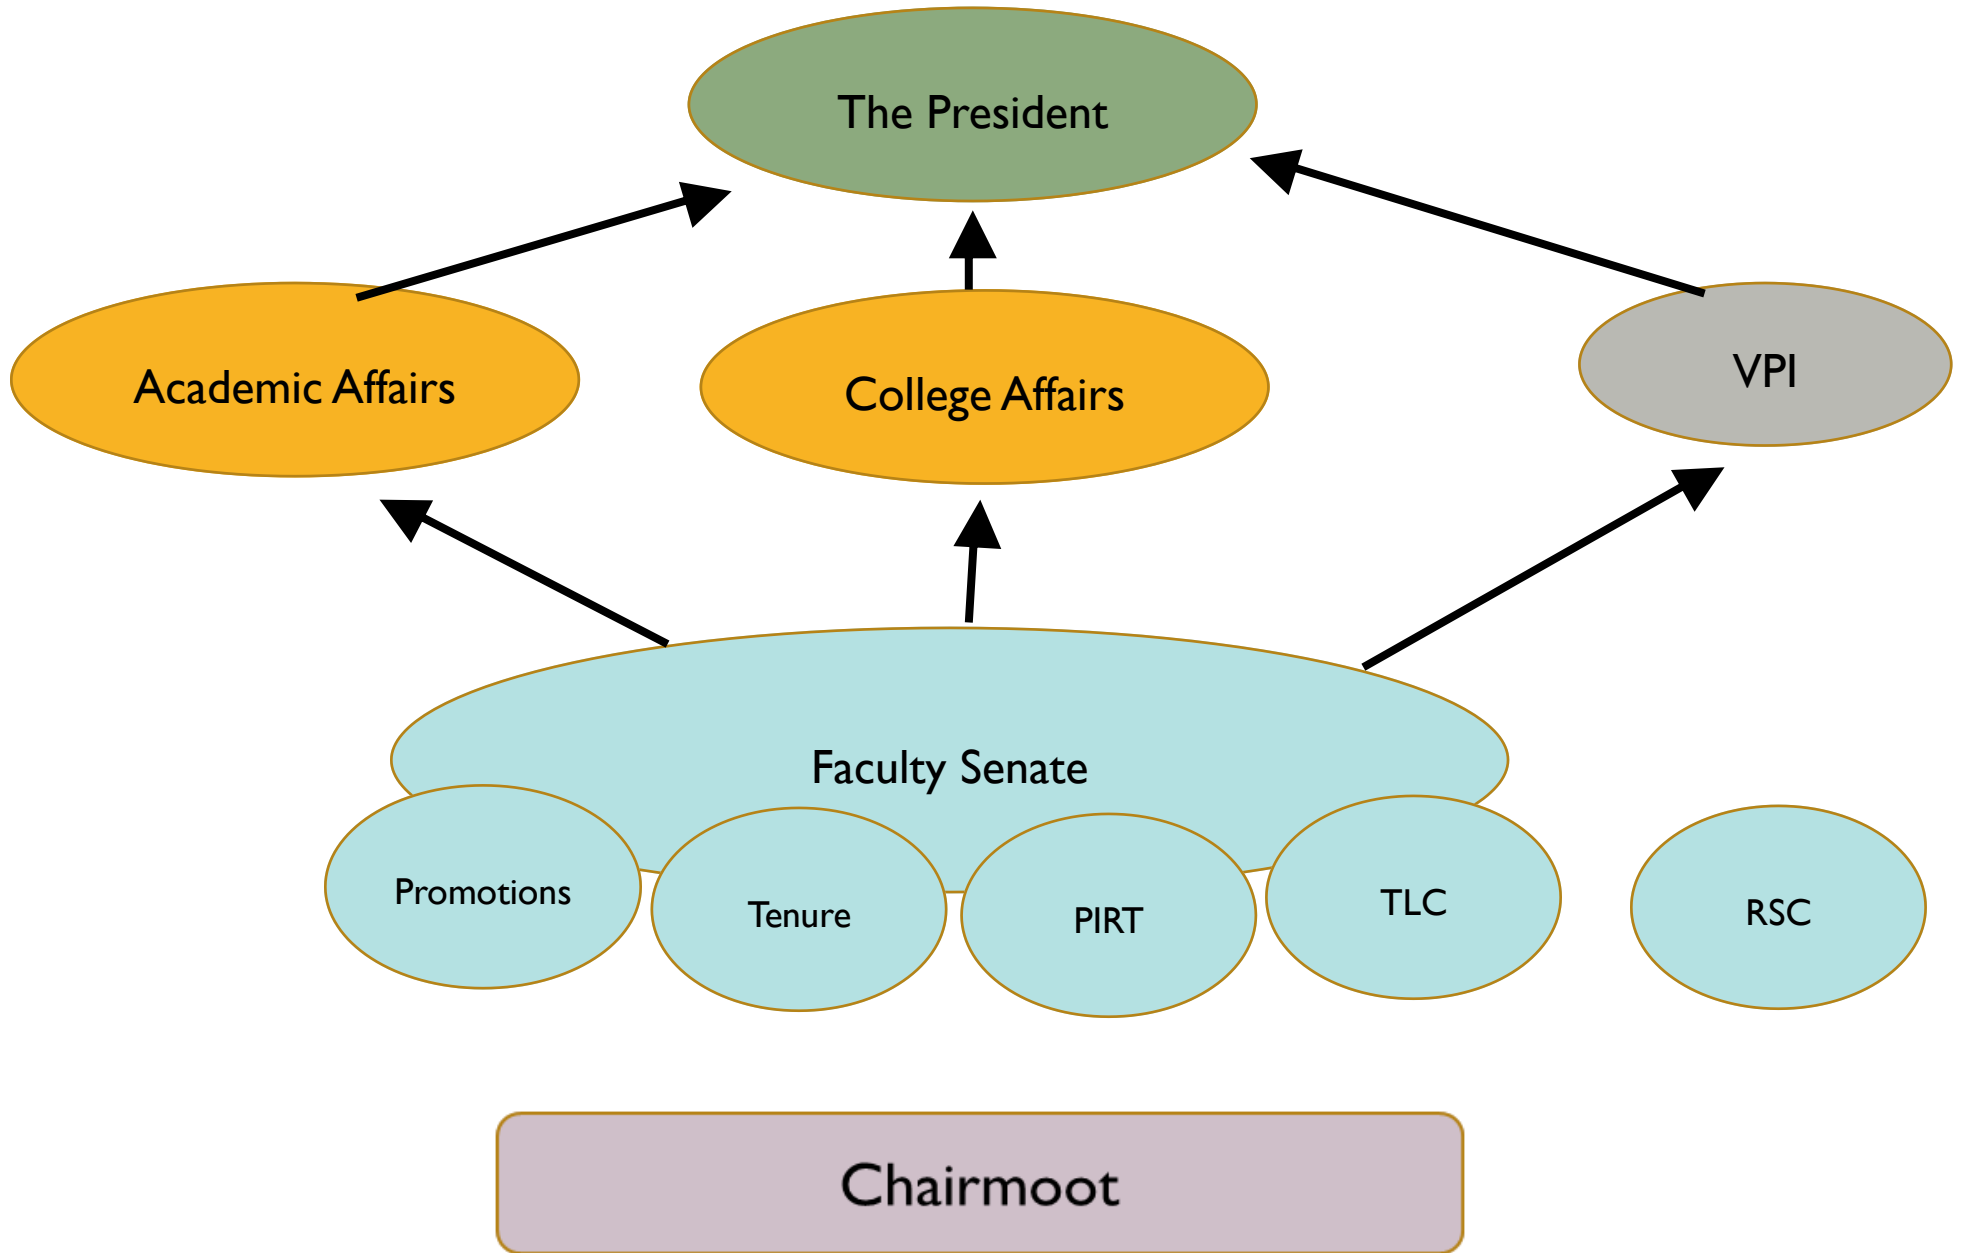 The President
Academic Affairs
College Affairs
VPI
Faculty Senate
Promotions
Tenure
PIRT
TLC
RSC
Chairmoot